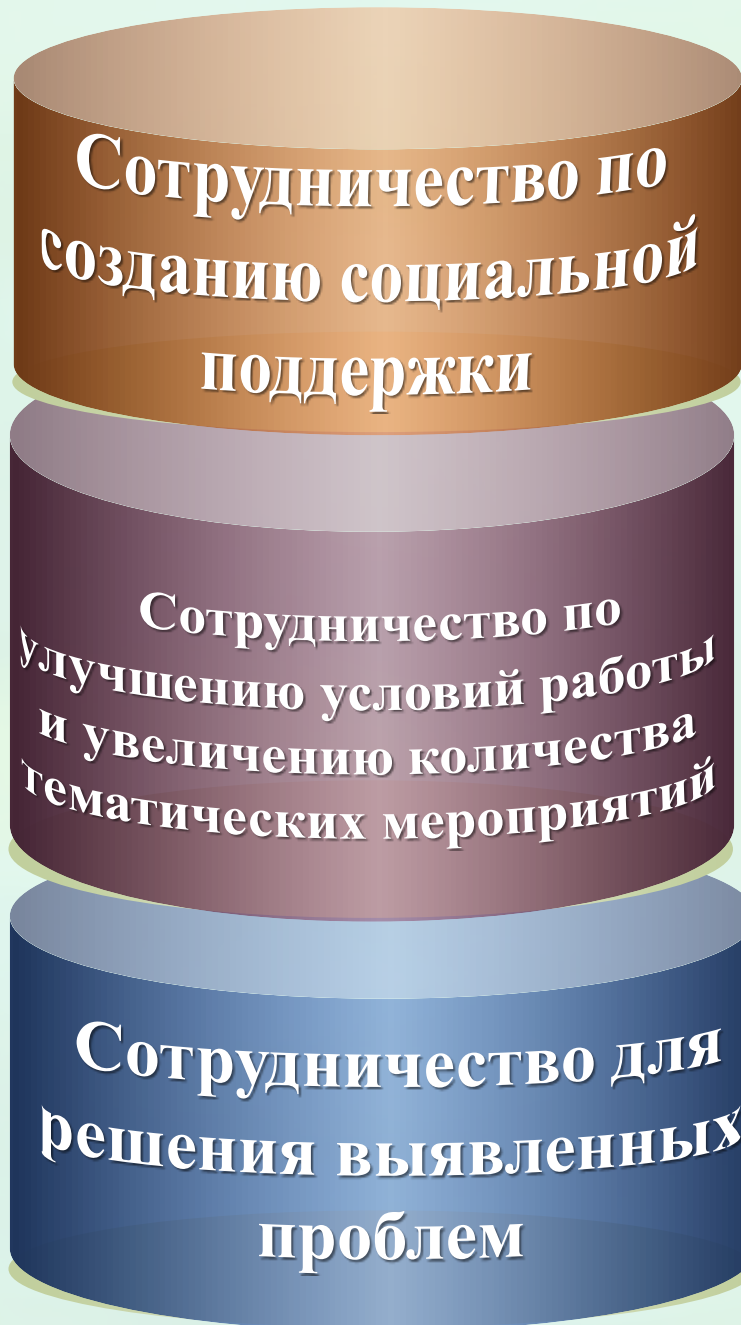 Сотрудничество по
созданию социальной
поддержки
Сотрудничество по
улучшению условий работы
и увеличению количества
тематических мероприятий
Сотрудничество для
решения выявленных
проблем